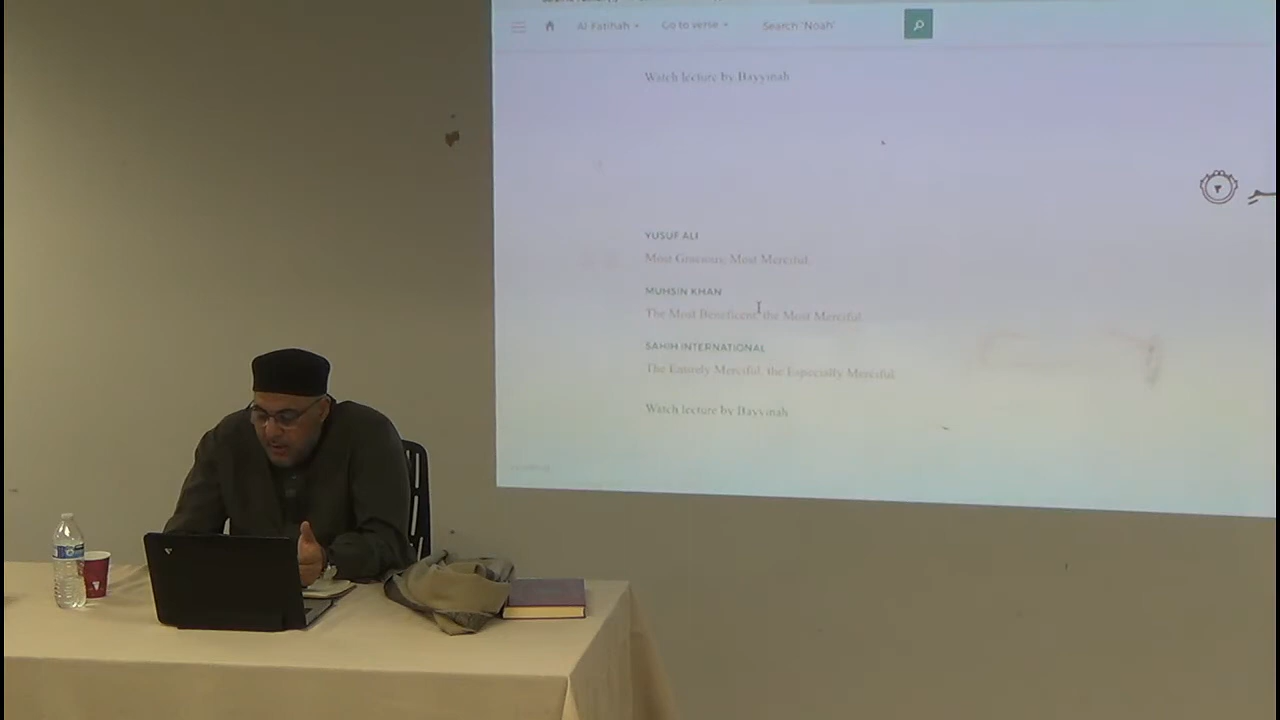 Al-Fatihah Go to verse Search 'Noah'
Watch lecture by Bayyinah
٣
YUSUF ALI
Most Gracious, Most Merciful.
MUHSIN KHAN
The Most Beneficent, the Most Merciful.
SAHIH INTERNATIONAL
The Entirely Merciful, the Especially Merciful
Watch lecture by Bayyinah